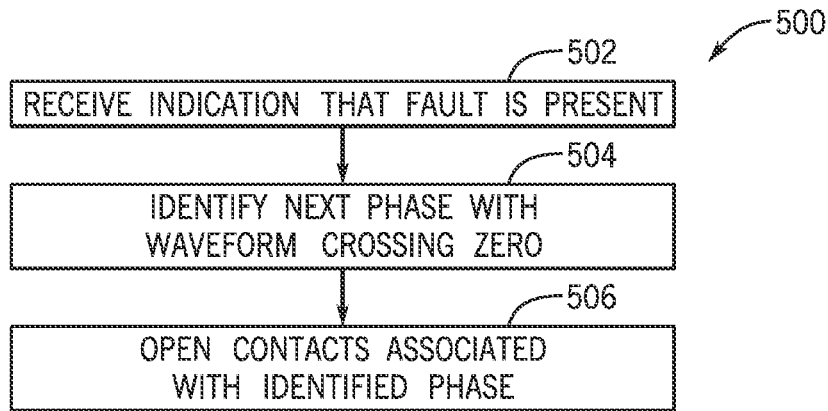 500
502
RECEIVE INDICATION THAT FAULT IS PRESENT
504
IDENTIFY NEXT PHASE WITH
WAVEFORM CROSSING ZERO
506
OPEN CONTACTS ASSOCIATED
WITH IDENTIFIED PHASE